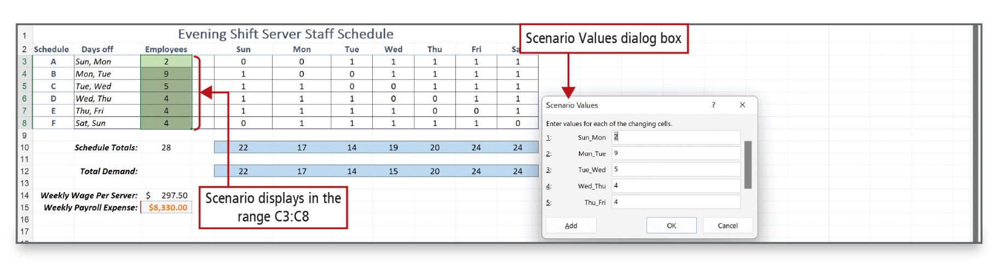 1 Evening Shift Server Staff Schedule
2 Schedule Days off Employees Sun Mon Tue Wed Thu Fri
3 A Sun, Mon 2 0 0 1 1 1 1 1
4 B Mon, Tue 9 1 0 0 1 1 1 1
5 C Tue, Wed 5 1 1 0 0 1 1 1
6 D Wed, Thu 4 1 1 1 0 0 1 1
7 E Thu, Fri 4 1 1 1 1 0 0 1
8 F Sat, Sun 4 0 1 1 1 1 1 0
9
10 Schedule Totals: 28 22 17 14 19 20 24 24
11
12 Total Demand: 22 17 14 15 20 24 24
13
14 Weekly Wage Per Server: $ 297.50
15 Weekly Payroll Expense: $8,330.00
16
17
Scenario displays in the
range C3:C8
Scenario Values dialog box
Scenario Values ? X
Enter values for each of the changing cells.
1: Sun_Mon 2
2: Mon_Tue 9
3: Tue_Wed 5
4: Wed_Thu 4
5: Thu_Fri 4
Add OK Cancel